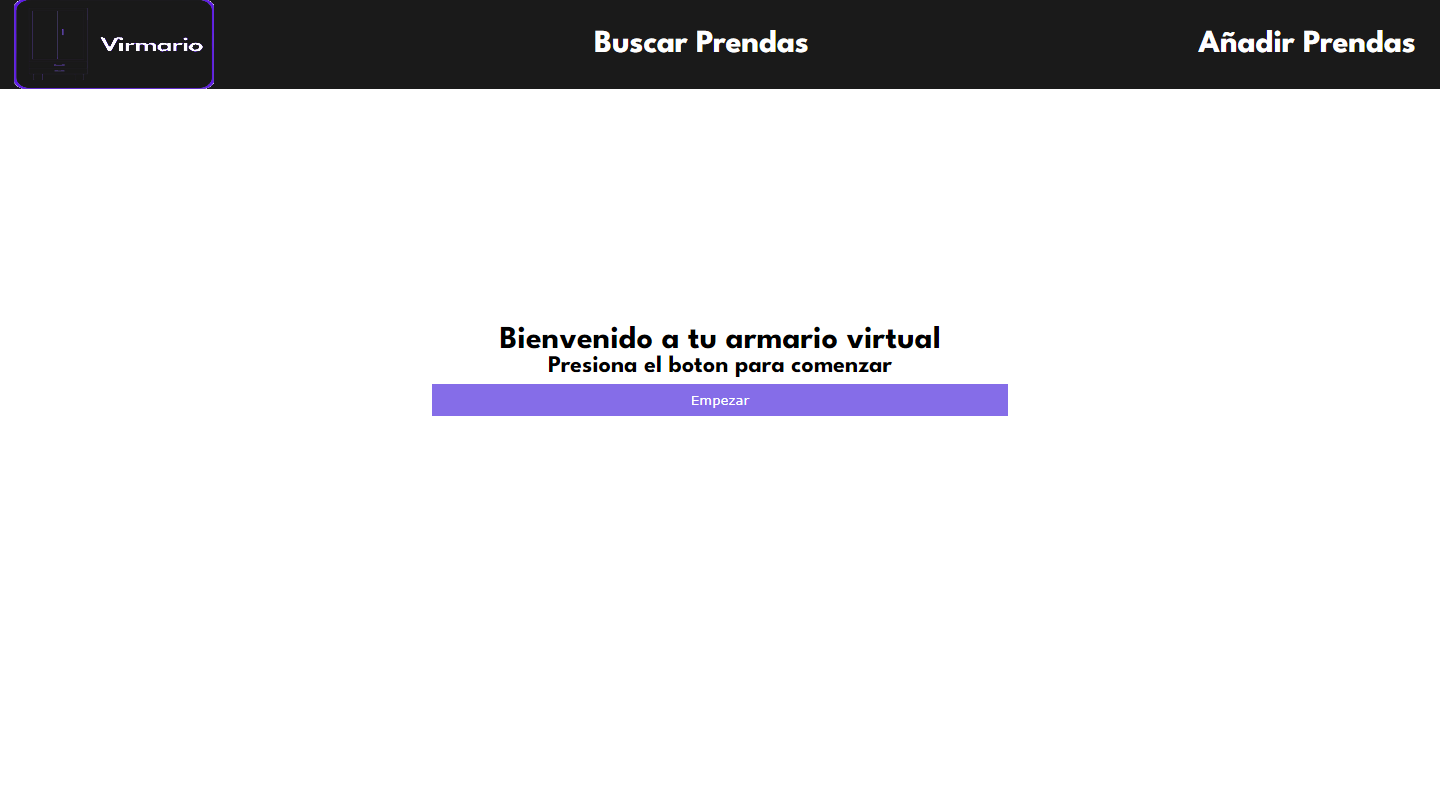 Virmario
Buscar Prendas
Añadir Prendas
Bienvenido a tu armario virtual
Presiona el boton para comenzar
Empezar